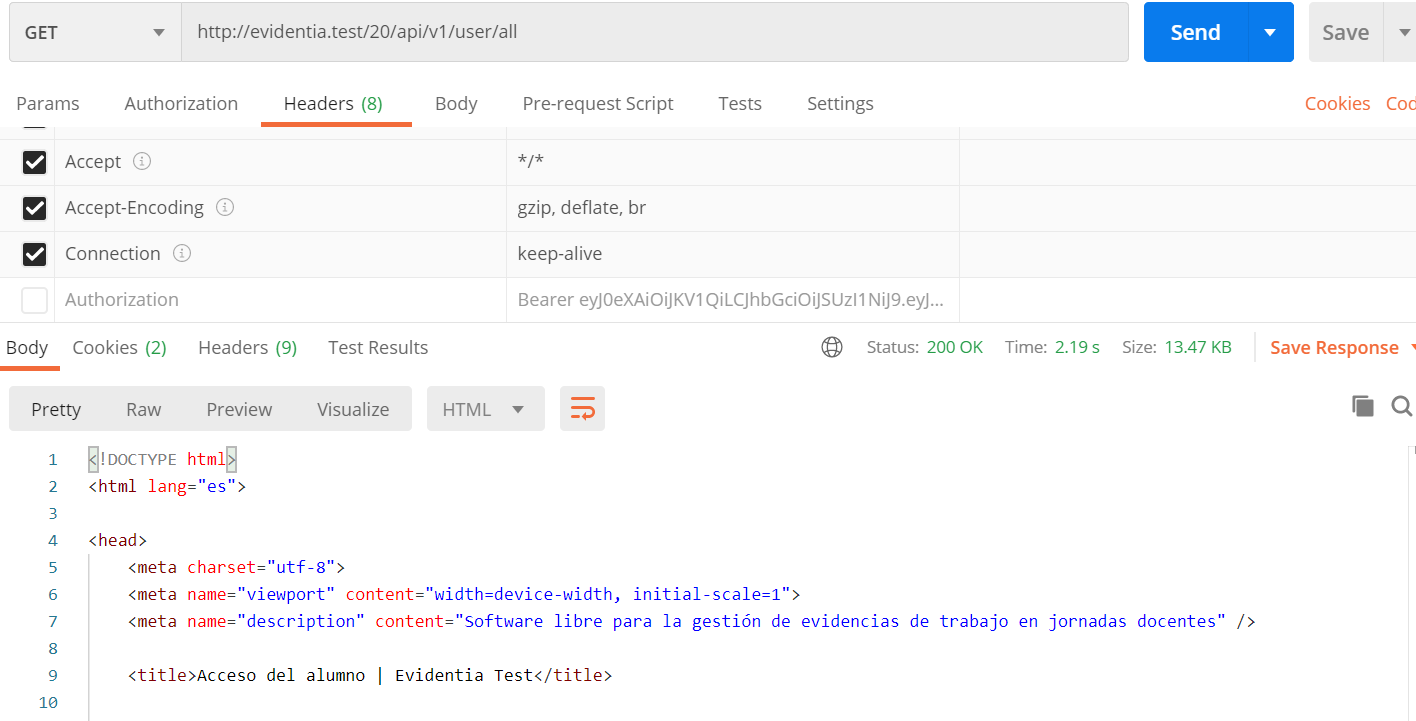 GET http://evidentia.test/20/api/v1/user/all Send Save
Params Authorization Headers (8) Body Pre-request Script Tests Settings Cookies Cod
Accept */*
Accept-Encoding gzip, deflate, br
Connection keep-alive
Authorization Bearer eyJ0eXAiOiJKV1QiLCJhbGciOiJSUzI1NiJ9.eyJ...
Body Cookies (2) Headers (9) Test Results Status: 200 OK Time: 2.19 s Size: 13.47 KB Save Response
Pretty Raw Preview Visualize HTML
1 <!DOCTYPE html>
2 <html lang="es">
3
4 <head>
5 <meta charset="utf-8">
6 <meta name="viewport" content="width=device-width, initial-scale=1">
7 <meta name="description" content="Software libre para la gestión de evidencias de trabajo en jornadas docentes" />
8
9 <title>Acceso del alumno | Evidentia Test</title>
10